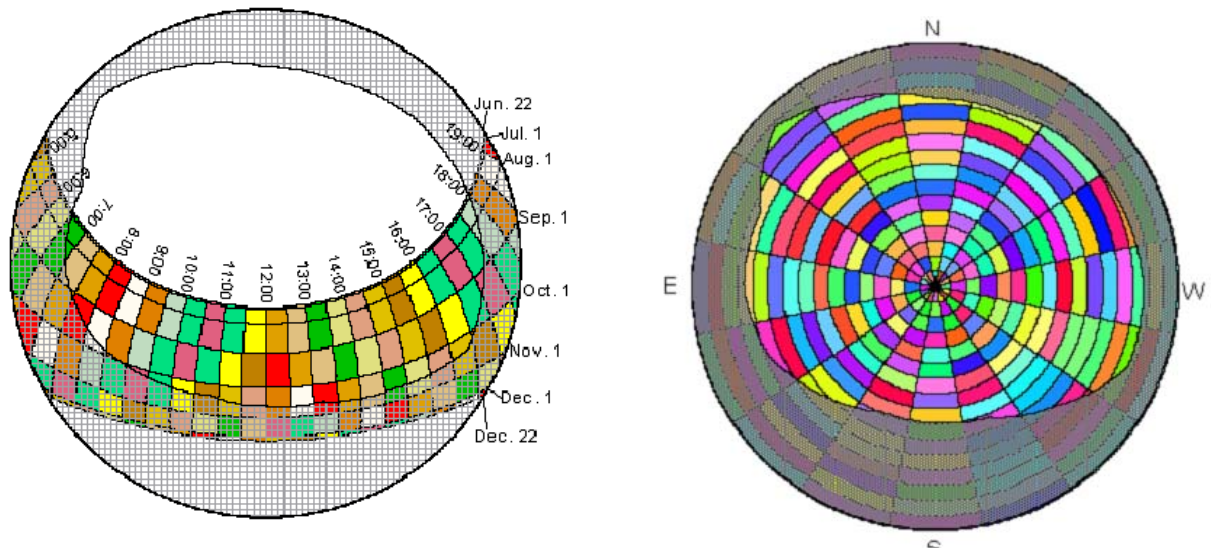 Jun. 22
Jul. 1
Aug. 1
Sep. 1
Oct. 1
Nov. 1
Dec. 1
Dec. 22
6:00
7:00
8:00
9:00
10:00
11:00
12:00
13:00
14:00
15:00
16:00
17:00
18:00
19:00
N
E
W
S